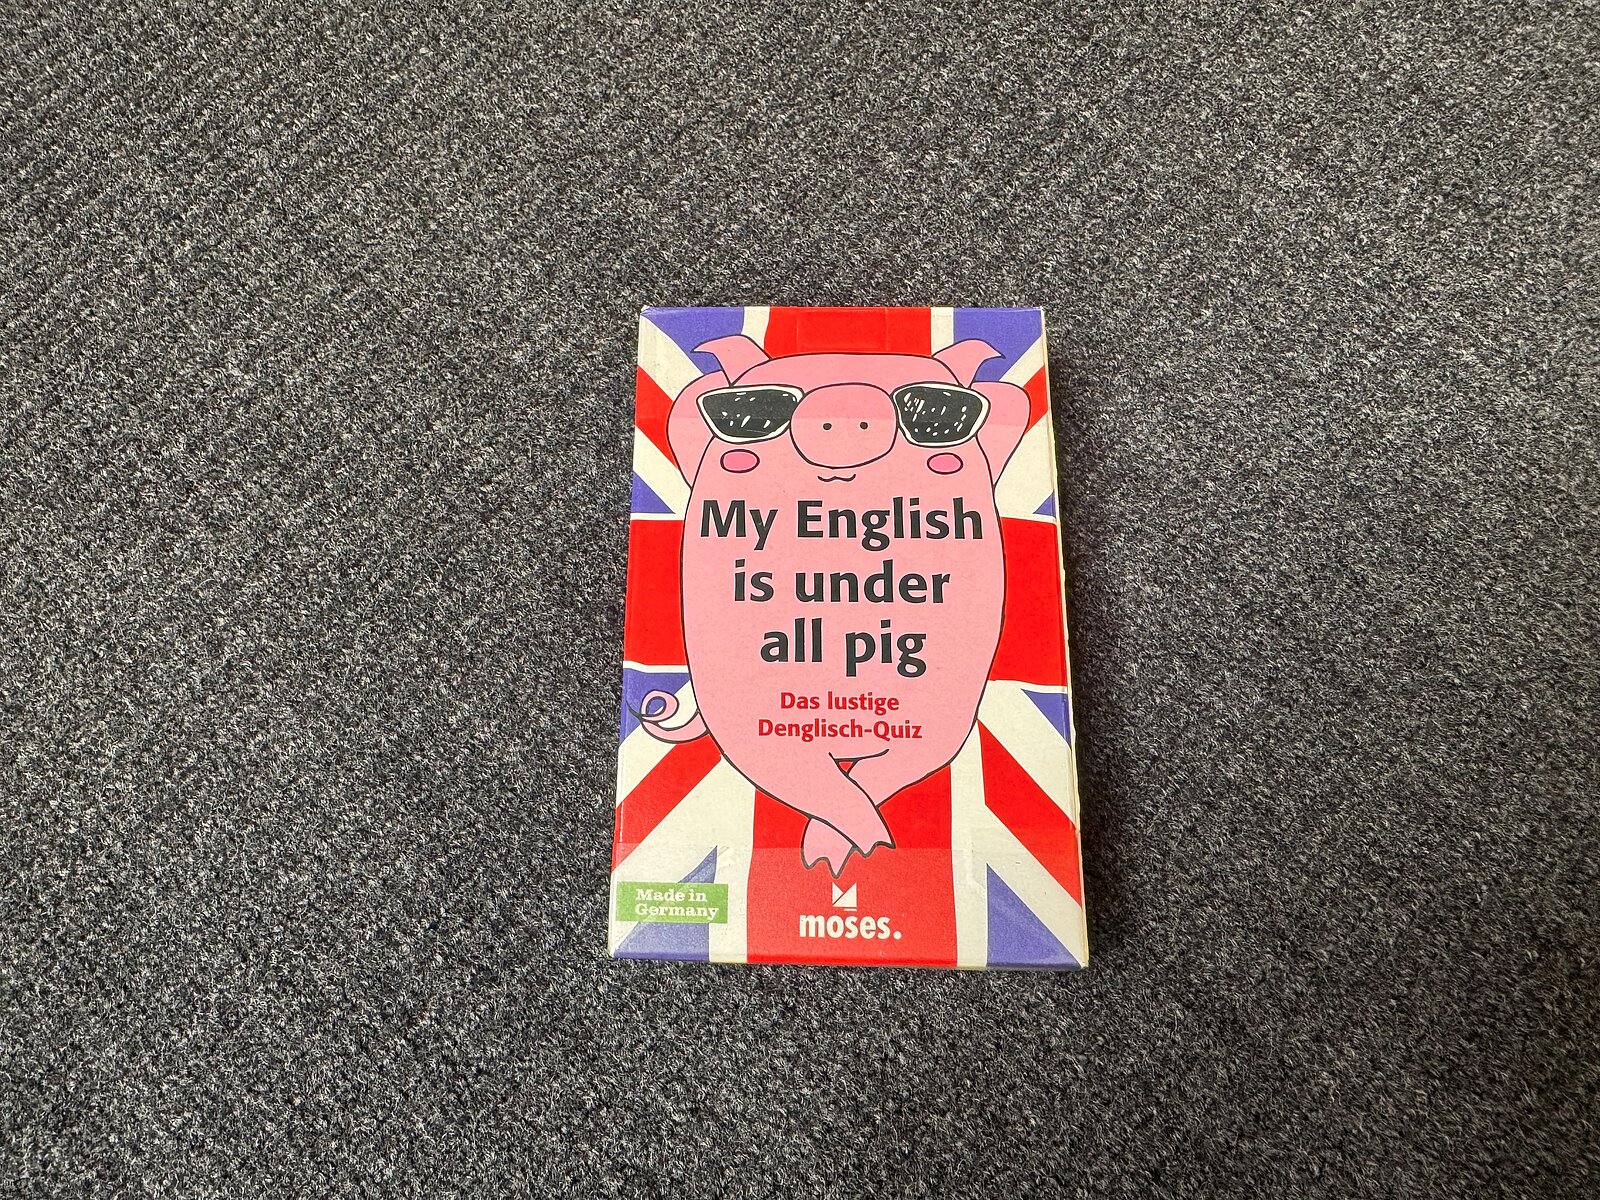 My English
is under
all pig
Das lustige
Denglisch-Quiz
Made in
Germany
moses.